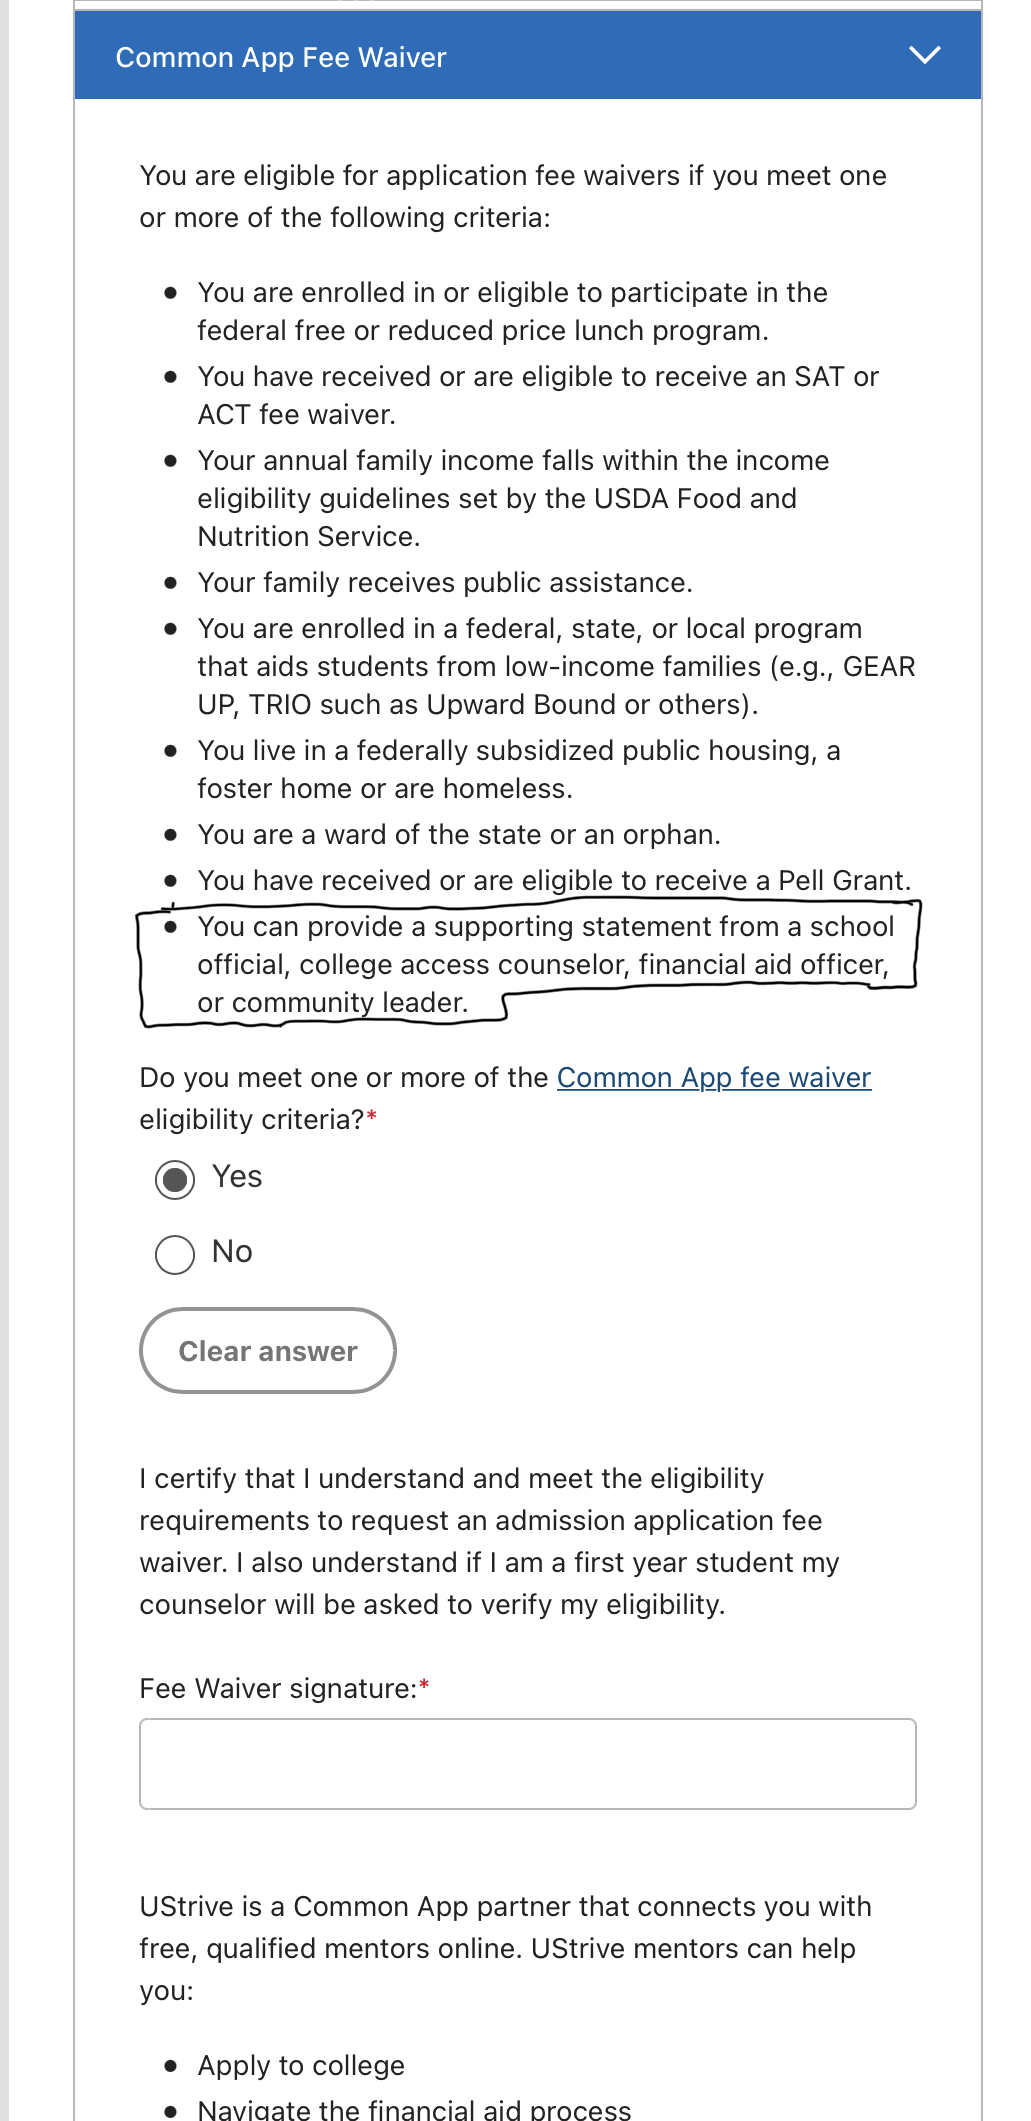 Common App Fee Waiver
You are eligible for application fee waivers if you meet one
or more of the following criteria:
• You are enrolled in or eligible to participate in the
federal free or reduced price lunch program.
• You have received or are eligible to receive an SAT or
ACT fee waiver.
• Your annual family income falls within the income
eligibility guidelines set by the USDA Food and
Nutrition Service.
• Your family receives public assistance.
• You are enrolled in a federal, state, or local program
that aids students from low-income families (e.g., GEAR
UP, TRIO such as Upward Bound or others).
• You live in a federally subsidized public housing, a
foster home or are homeless.
• You are a ward of the state or an orphan.
• You have received or are eligible to receive a Pell Grant.
• You can provide a supporting statement from a school
official, college access counselor, financial aid officer,
or community leader.
Do you meet one or more of the Common App fee waiver
eligibility criteria?*
Yes
No
Clear answer
I certify that I understand and meet the eligibility
requirements to request an admission application fee
waiver. I also understand if I am a first year student my
counselor will be asked to verify my eligibility.
Fee Waiver signature:*
UStrive is a Common App partner that connects you with
free, qualified mentors online. UStrive mentors can help
you:
• Apply to college
• Navigate the financial aid process